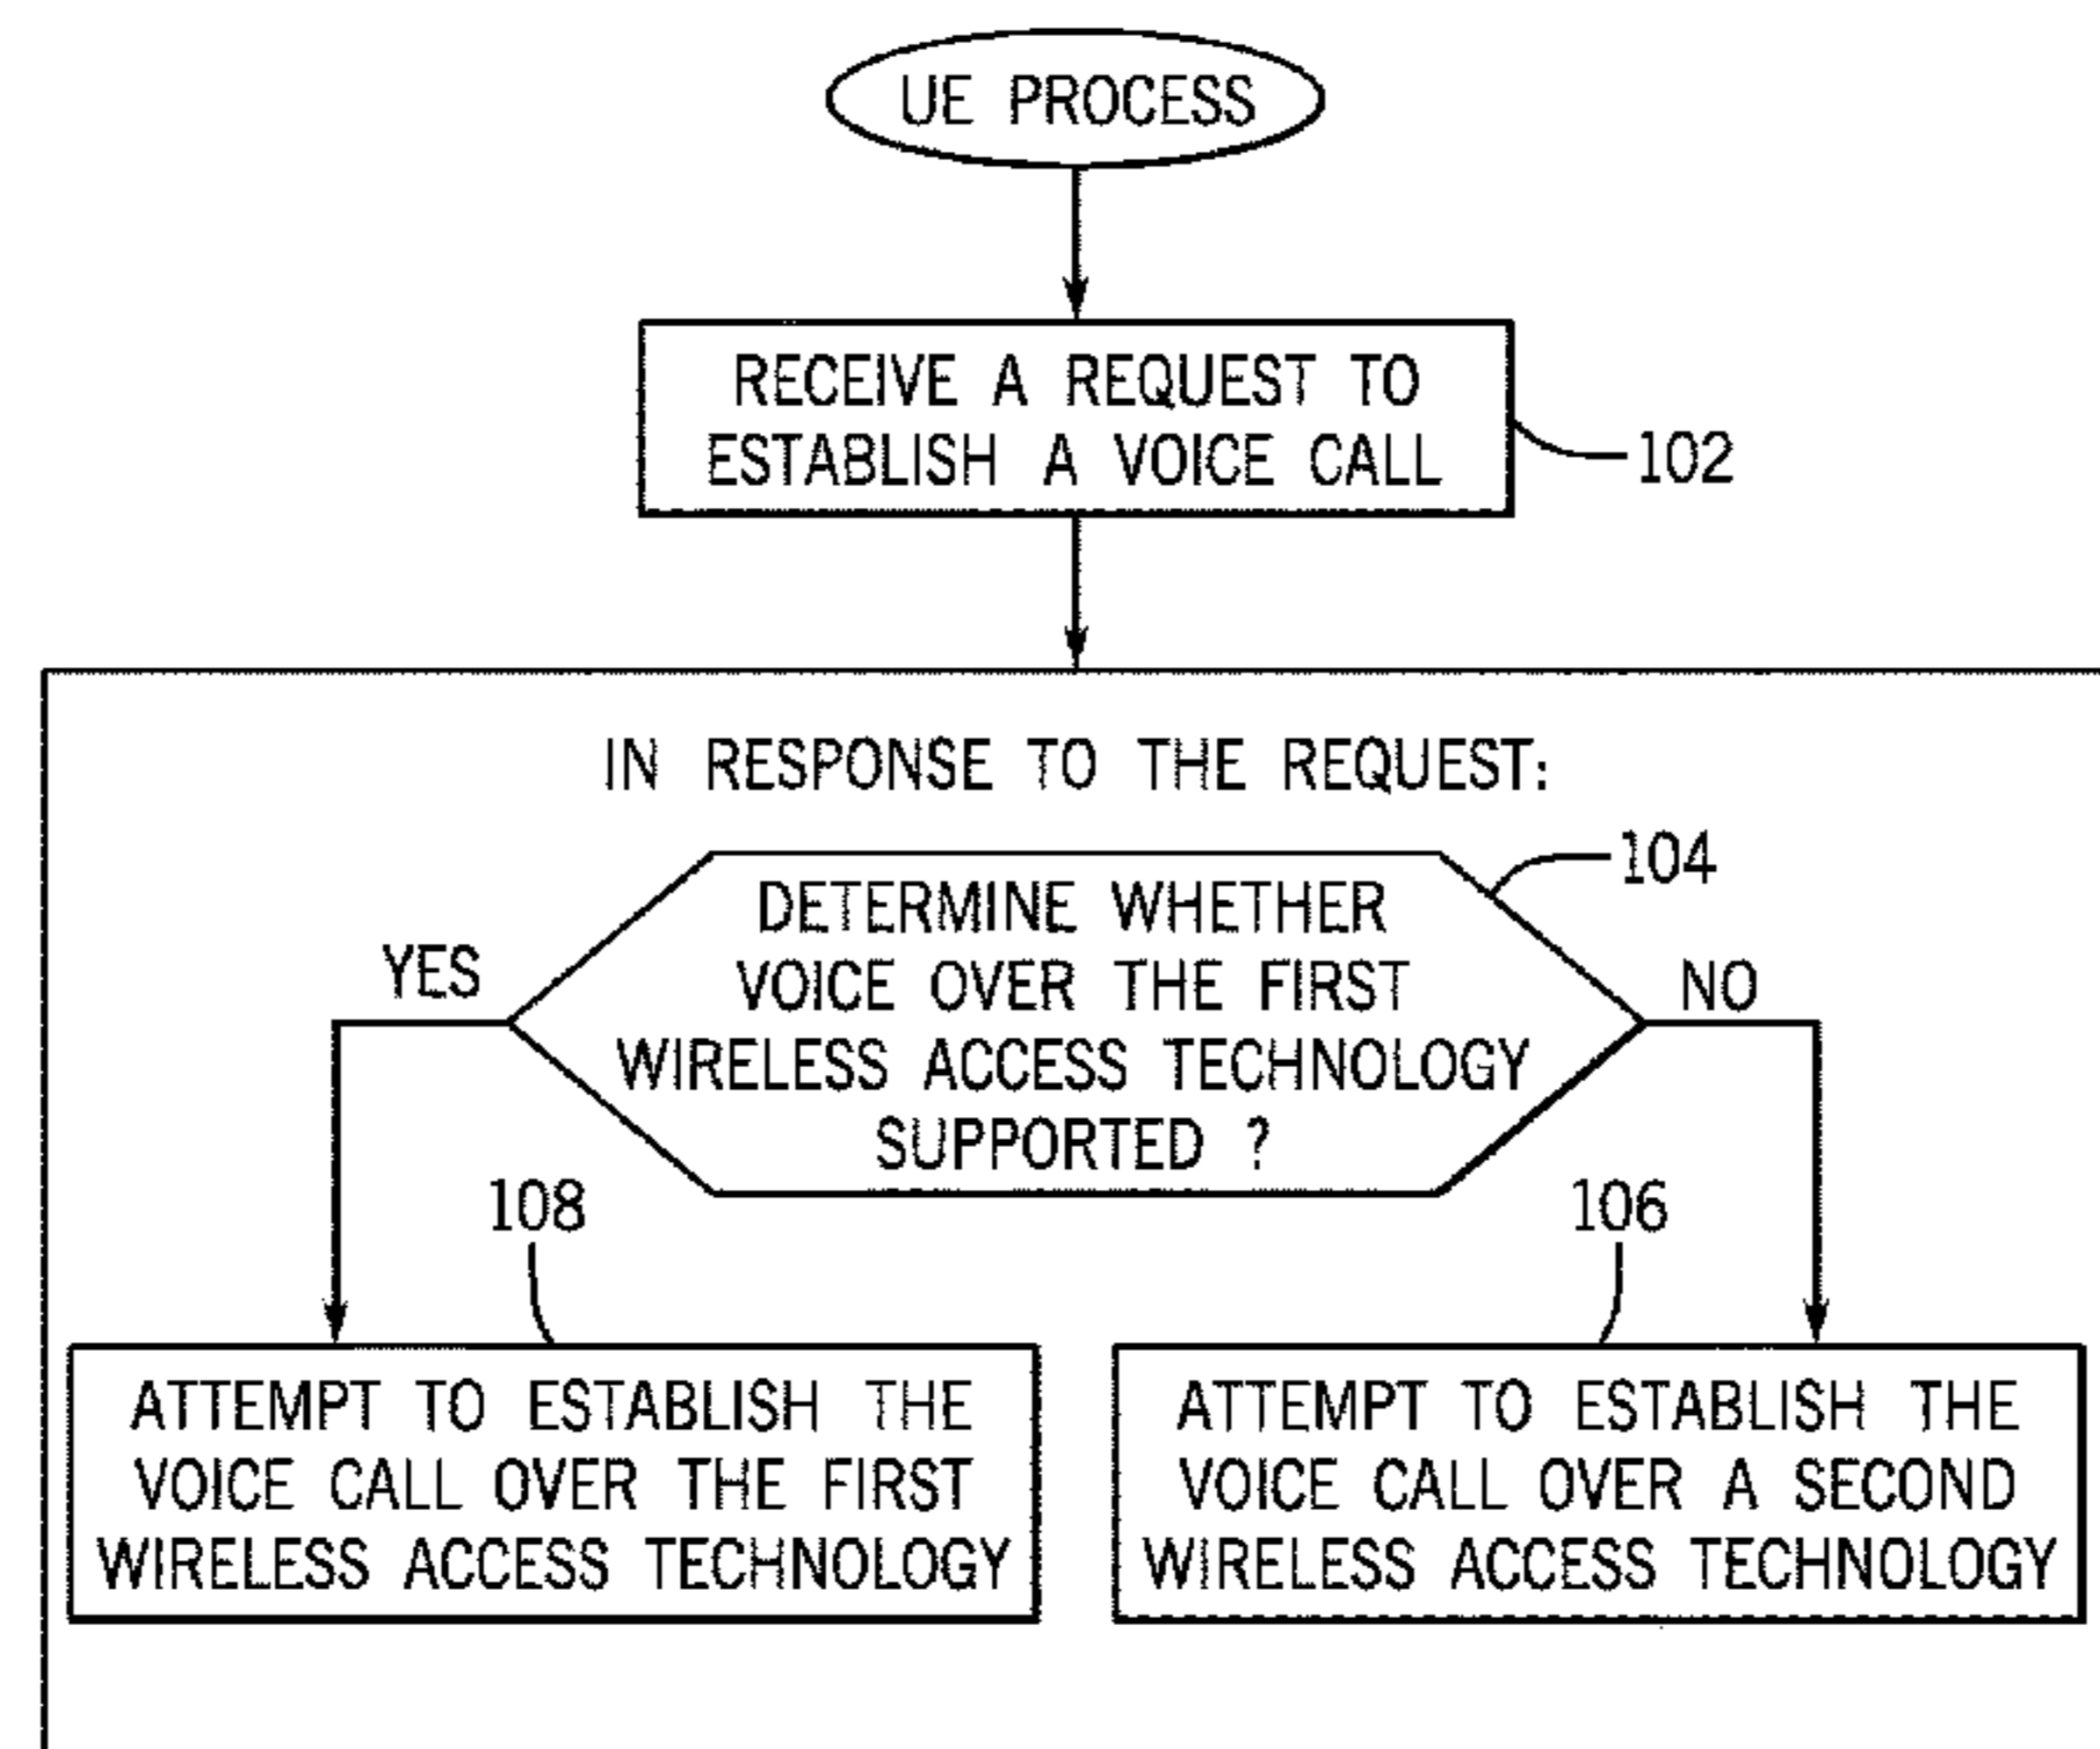 UE PROCESS
RECEIVE A REQUEST TO
ESTABLISH A VOICE CALL
102
IN RESPONSE TO THE REQUEST:
104
DETERMINE WHETHER
VOICE OVER THE FIRST
WIRELESS ACCESS TECHNOLOGY
SUPPORTED ?
YES
NO
108
106
ATTEMPT TO ESTABLISH THE
VOICE CALL OVER THE FIRST
WIRELESS ACCESS TECHNOLOGY
ATTEMPT TO ESTABLISH THE
VOICE CALL OVER A SECOND
WIRELESS ACCESS TECHNOLOGY